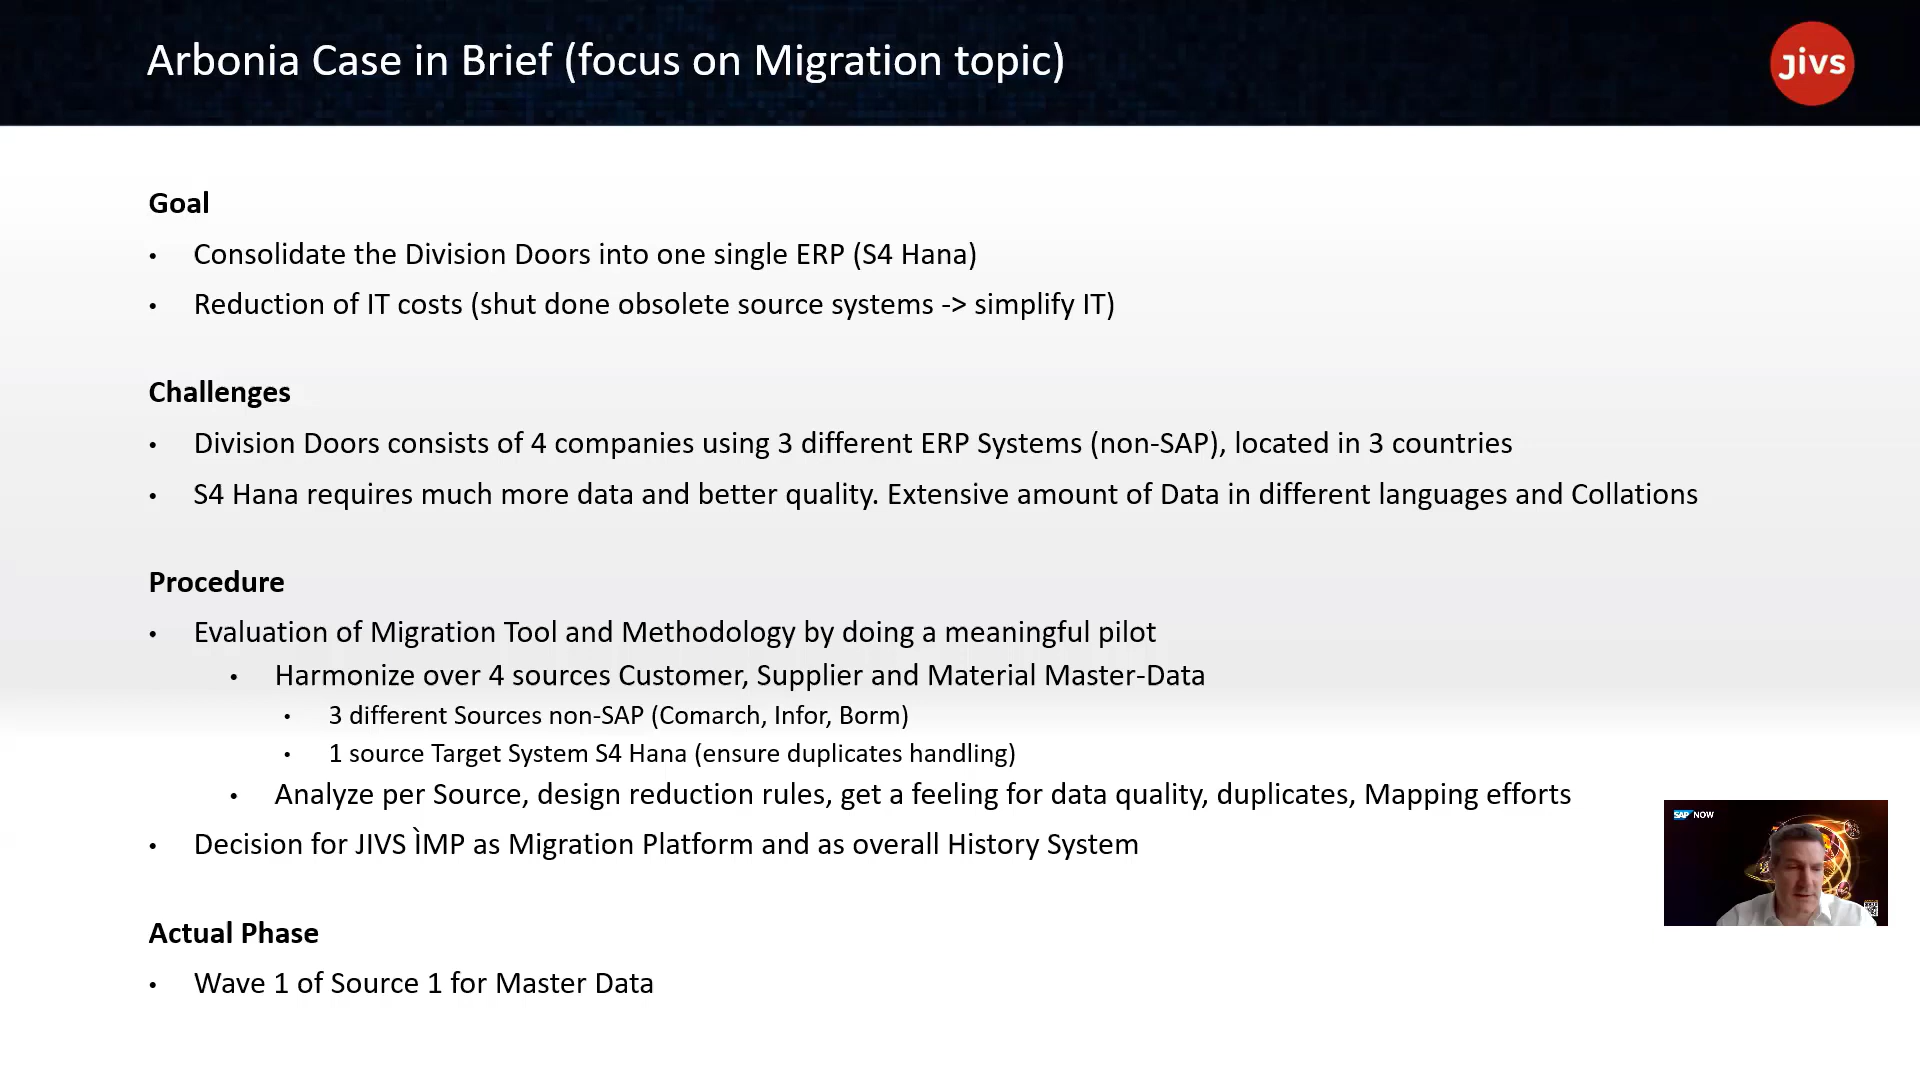 Arbonia Case in Brief (focus on Migration topic)
jivs
Goal
• Consolidate the Division Doors into one single ERP (S4 Hana)
• Reduction of IT costs (shut done obsolete source systems -> simplify IT)
Challenges
• Division Doors consists of 4 companies using 3 different ERP Systems (non-SAP), located in 3 countries
• S4 Hana requires much more data and better quality. Extensive amount of Data in different languages and Collations
Procedure
• Evaluation of Migration Tool and Methodology by doing a meaningful pilot
• Harmonize over 4 sources Customer, Supplier and Material Master-Data
• 3 different Sources non-SAP (Comarch, Infor, Borm)
• 1 source Target System S4 Hana (ensure duplicates handling)
• Analyze per Source, design reduction rules, get a feeling for data quality, duplicates, Mapping efforts
• Decision for JIVS ÌMP as Migration Platform and as overall History System
SAP NOW
Actual Phase
• Wave 1 of Source 1 for Master Data